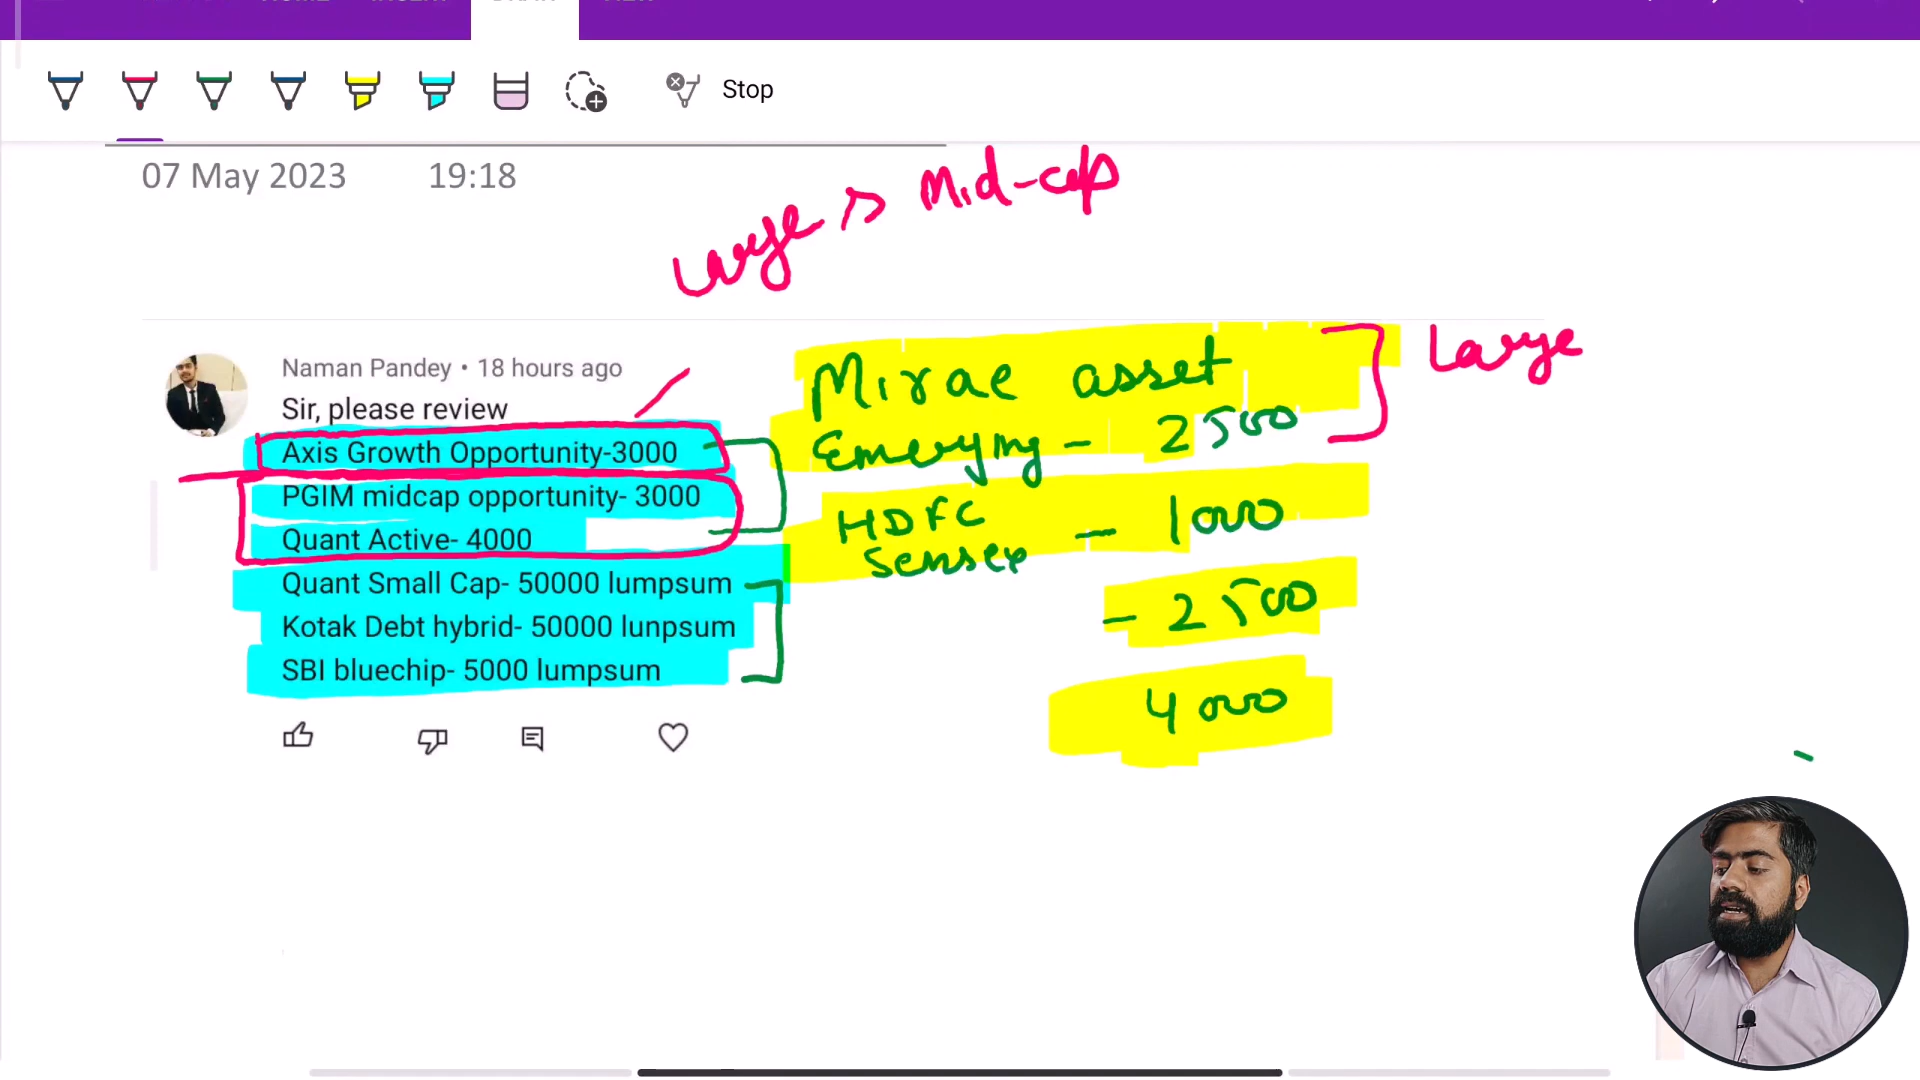 Stop
07 May 2023 19:18
Large & Mid-cap
Naman Pandey • 18 hours ago
Sir, please review
Axis Growth Opportunity-3000
PGIM midcap opportunity- 3000
Quant Active- 4000
Quant Small Cap- 50000 lumpsum
Kotak Debt hybrid- 50000 lunpsum
SBI bluechip- 5000 lumpsum
Mirae asset
Emerging - 2500
Large
HDFC
Sensex - 1000
- 2500
4000